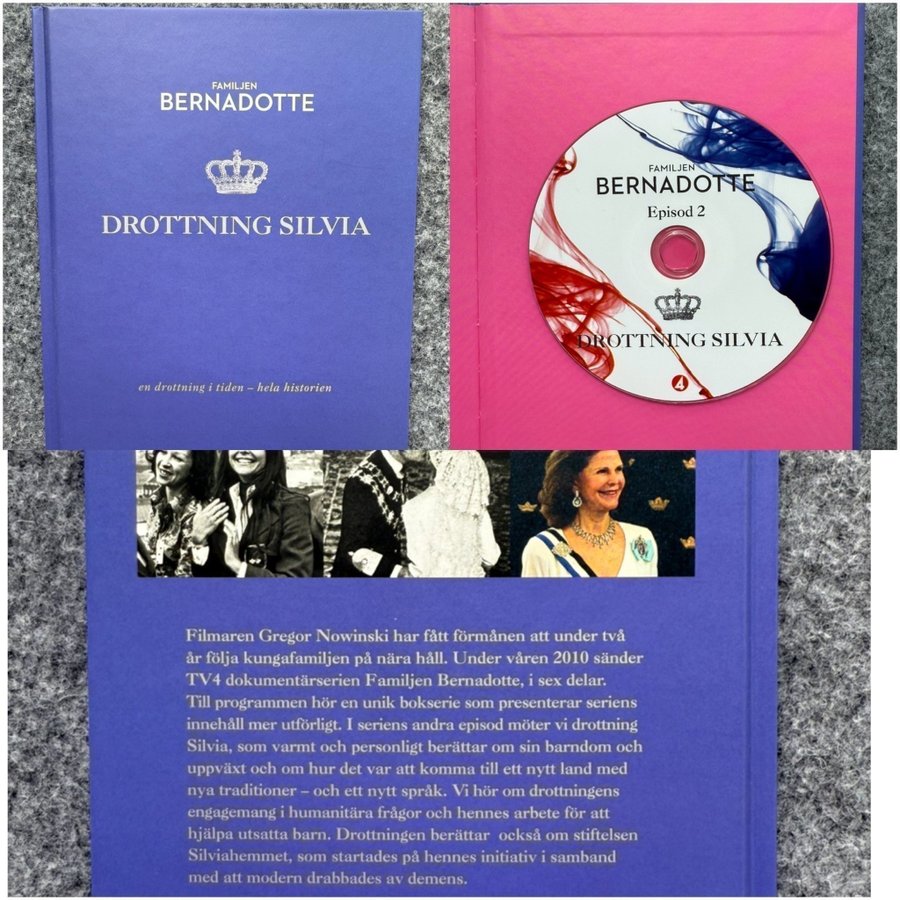 FAMILJEN
BERNADOTTE
DROTTNING SILVIA
en drottning i tiden – hela historien
FAMILJEN
BERNADOTTE
Episod 2
DROTTNING SILVIA
4
Filmaren Gregor Nowinski har fått förmånen att under två
år följa kungafamiljen på nära håll. Under våren 2010 sänder
TV4 dokumentärserien Familjen Bernadotte, i sex delar.
Till programmen hör en unik bokserie som presenterar seriens
innehåll mer utförligt. I seriens andra episod möter vi drottning
Silvia, som varmt och personligt berättar om sin barndom och
uppväxt och om hur det var att komma till ett nytt land med
nya traditioner – och ett nytt språk. Vi hör om drottningens
engagemang i humanitära frågor och hennes arbete för att
hjälpa utsatta barn. Drottningen berättar också om stiftelsen
Silviahemmet, som startades på hennes initiativ i samband
med att modern drabbades av demens.